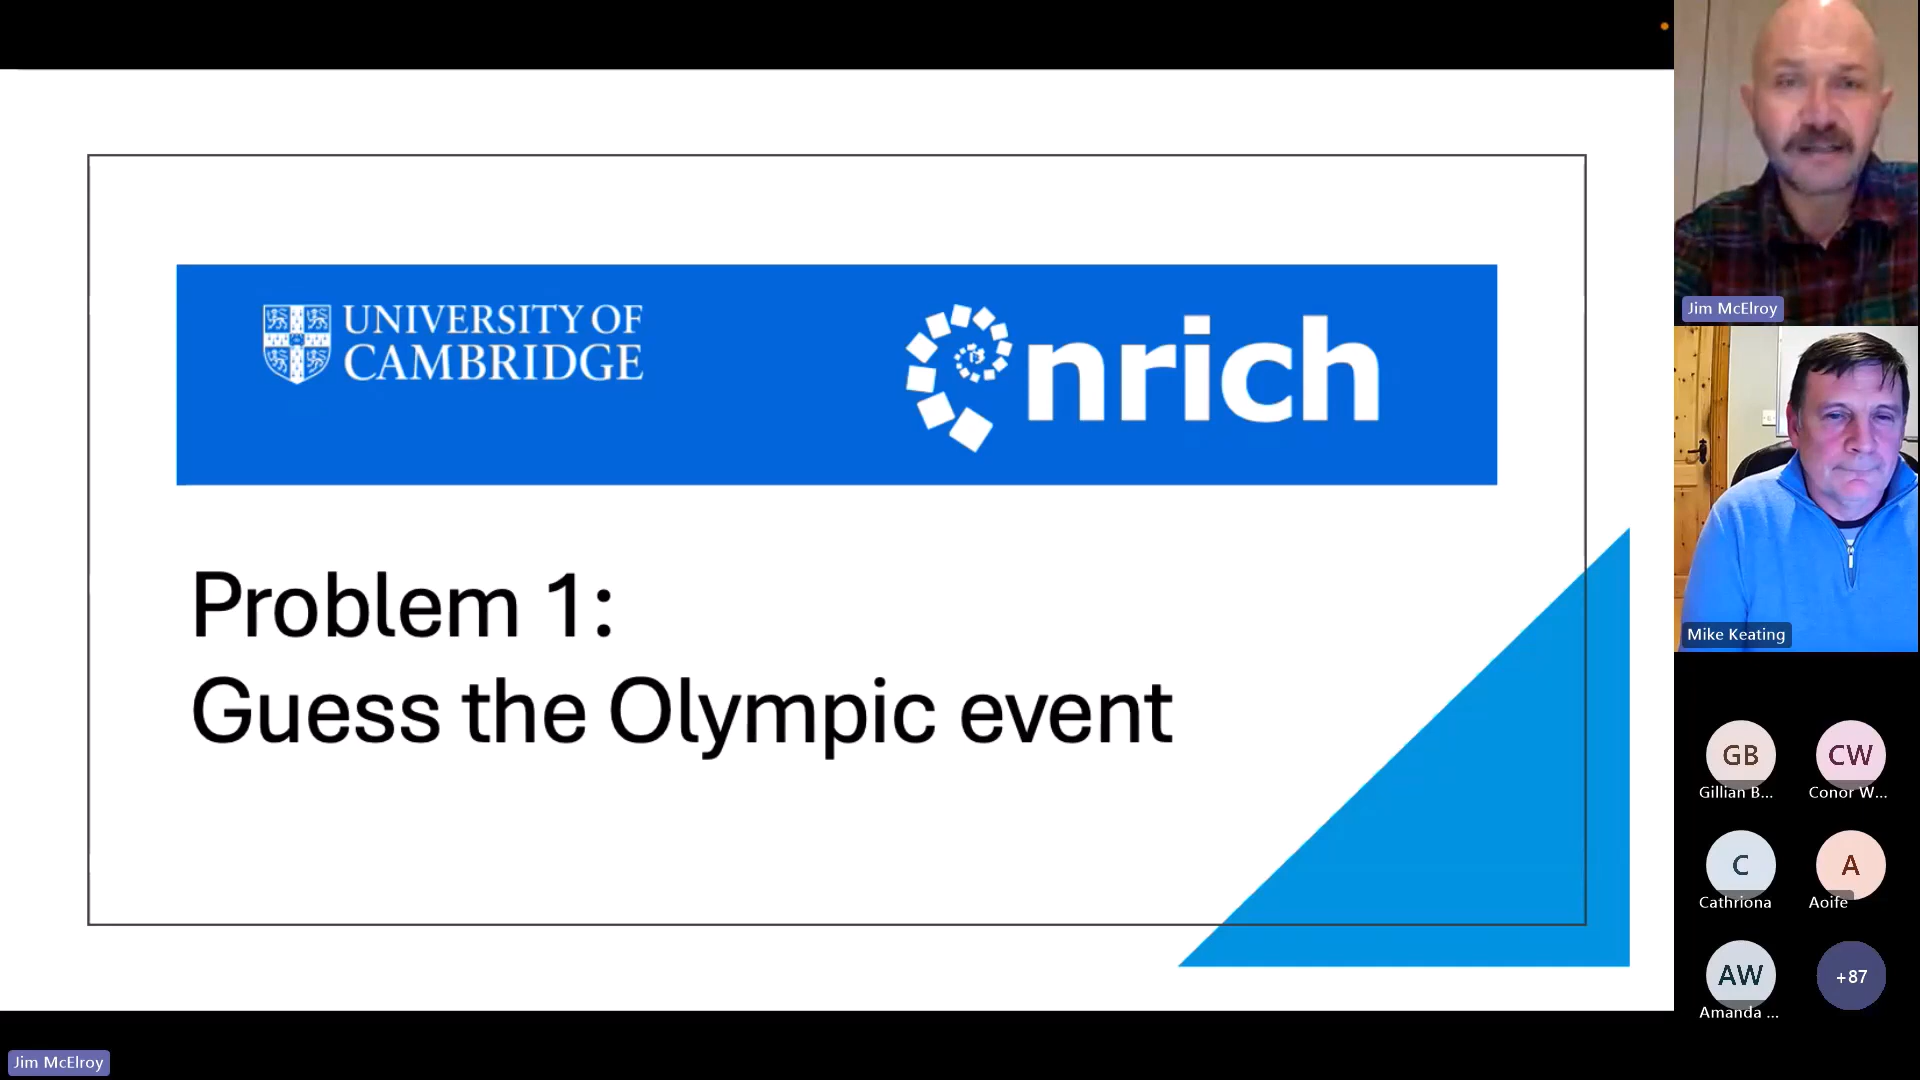 UNIVERSITY OF
CAMBRIDGE
nrich
Problem 1:
Guess the Olympic event
Jim McElroy
Mike Keating
GB
CW
Gillian B...
Conor W...
C
A
Cathriona
Aoife
AW
+87
Amanda ...
Jim McElroy